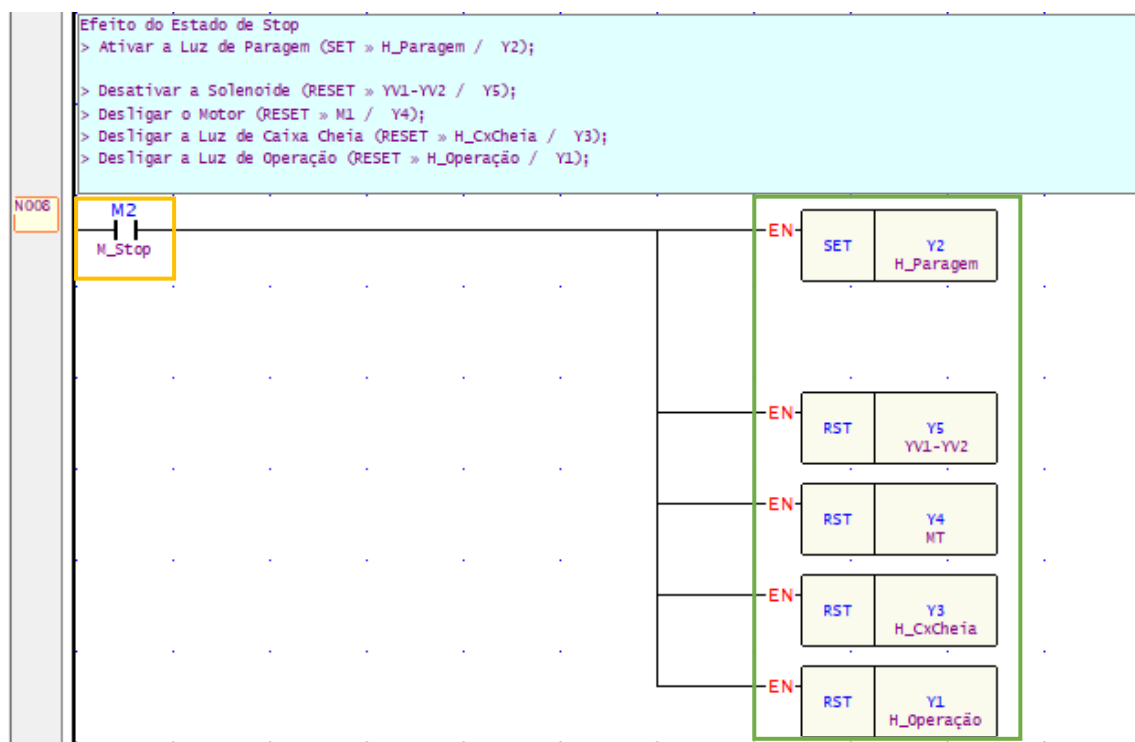 Efeito do Estado de Stop
> Ativar a Luz de Paragem (SET » H_Paragem / Y2);
> Desativar a Solenoide (RESET » YV1-YV2 / Y5);
> Desligar o Motor (RESET » M1 / Y4);
> Desligar a Luz de Caixa Cheia (RESET » H_CxCheia / Y3);
> Desligar a Luz de Operação (RESET » H_Operação / Y1);
N008
M2
M_Stop
EN
SET Y2
H_Paragem
EN
RST Y5
YV1-YV2
EN
RST Y4
MT
EN
RST Y3
H_CxCheia
EN
RST Y1
H_Operação